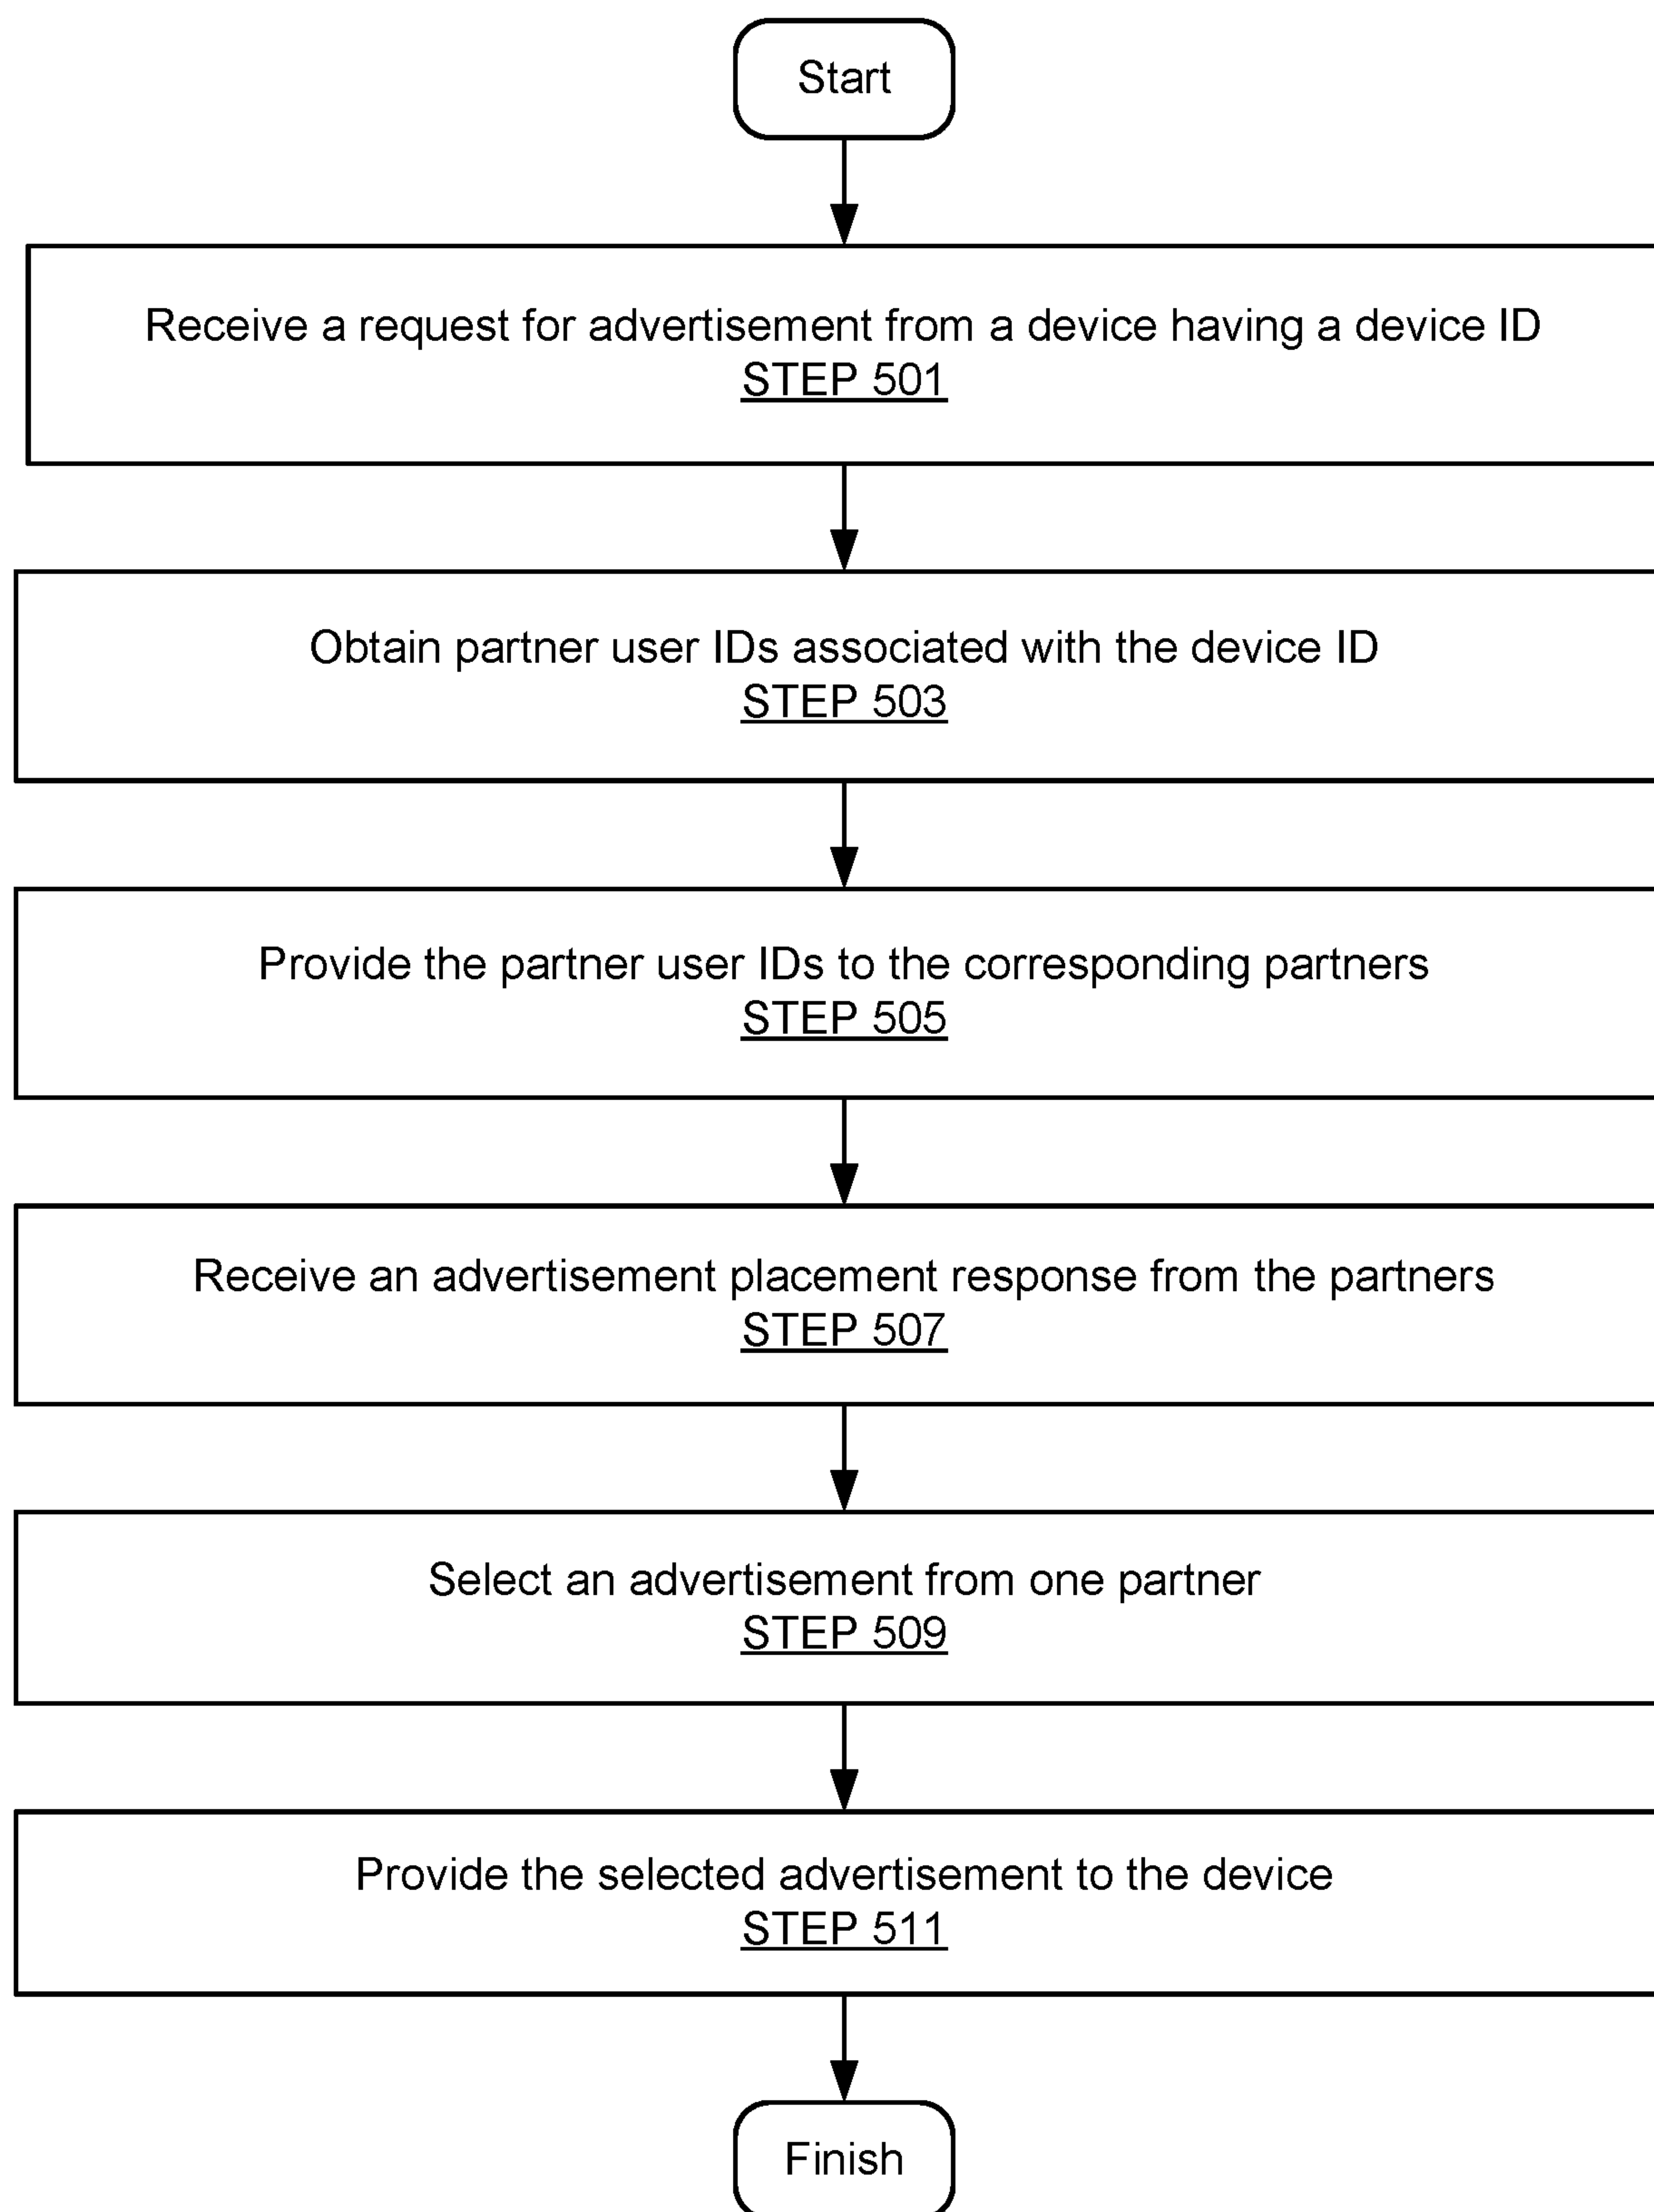 Start
Receive a request for advertisement from a device having a device ID
STEP 501
Obtain partner user IDs associated with the device ID
STEP 503
Provide the partner user IDs to the corresponding partners
STEP 505
Receive an advertisement placement response from the partners
STEP 507
Select an advertisement from one partner
STEP 509
Provide the selected advertisement to the device
STEP 511
Finish